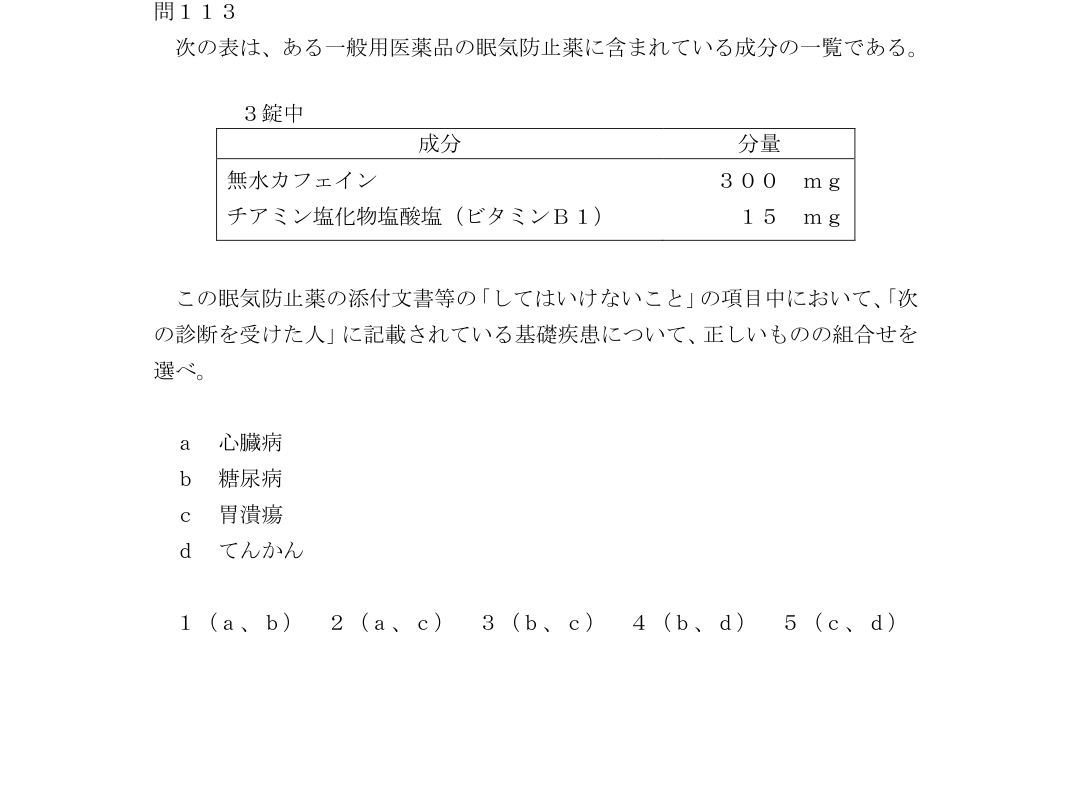 問１１３
次の表は、ある一般用医薬品の眠気防止薬に含まれている成分の一覧である。
３錠中
成分 分量
無水カフェイン ３００ ｍｇ
チアミン塩化物塩酸塩（ビタミンＢ１） １５ ｍｇ
この眠気防止薬の添付文書等の「してはいけないこと」の項目中において、「次
の診断を受けた人」に記載されている基礎疾患について、正しいものの組合せを
選べ。
ａ 心臓病
ｂ 糖尿病
ｃ 胃潰瘍
ｄ てんかん
１（ａ、ｂ） ２（ａ、ｃ） ３（ｂ、ｃ） ４（ｂ、ｄ） ５（ｃ、ｄ）